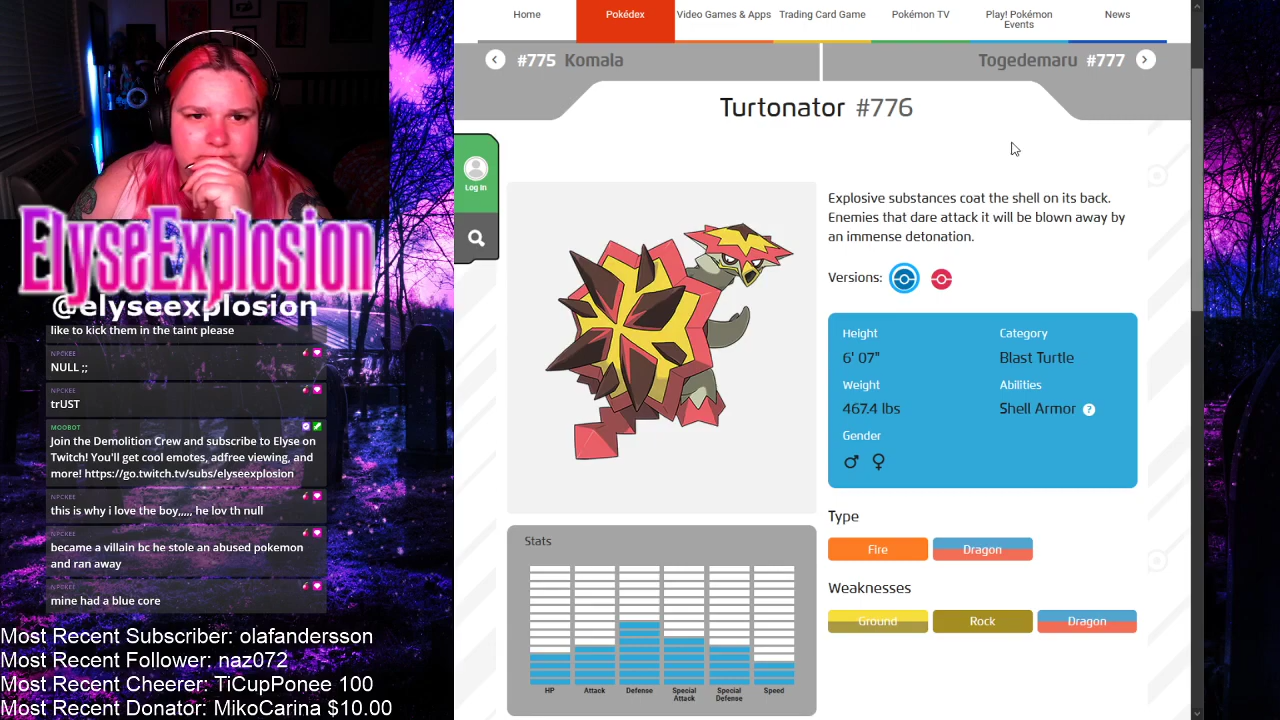 Home
Pokédex
Video Games & Apps
Trading Card Game
Pokémon TV
Play! Pokémon
Events
News
#775 Komala
Togedemaru #777
Turtonator #776
Log In
Explosive substances coat the shell on its back.
Enemies that dare attack it will be blown away by
an immense detonation.
Versions:
Height
6' 07"
Weight
467.4 lbs
Gender
Category
Blast Turtle
Abilities
Shell Armor ?
Type
Fire
Dragon
Weaknesses
Ground
Rock
Dragon
Stats
HP
Attack
Defense
Special
Attack
Special
Defense
Speed
ElyseExplosion
@elyseexplosion
like to kick them in the taint please
NPCKEE
NULL ;;
NPCKEE
trUST
MOOBOT
Join the Demolition Crew and subscribe to Elyse on
Twitch! You'll get cool emotes, adfree viewing, and
more! https://go.twitch.tv/subs/elyseexplosion
NPCKEE
this is why i love the boy,,,,, he lov th null
NPCKEE
became a villain bc he stole an abused pokemon
and ran away
NPCKEE
mine had a blue core
Most Recent Subscriber: olafandersson
Most Recent Follower: naz072
Most Recent Cheerer: TiCupPonee 100
Most Recent Donator: MikoCarina $10.00